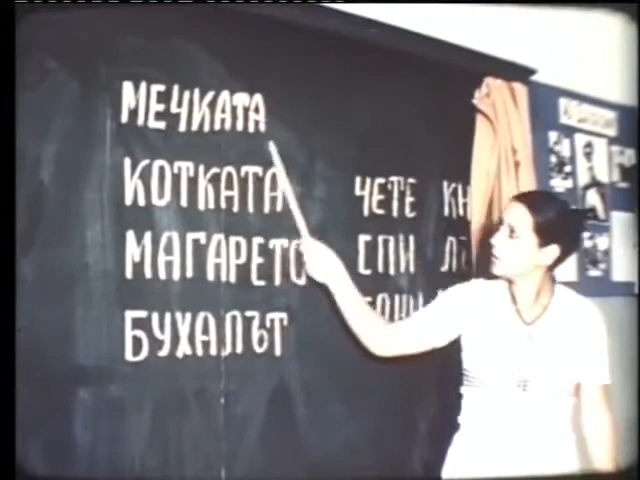 МЕЧКАТА
КОТКАТА ЧЕТЕ
МАГАРЕТО СПИ
БУХАЛЪТ